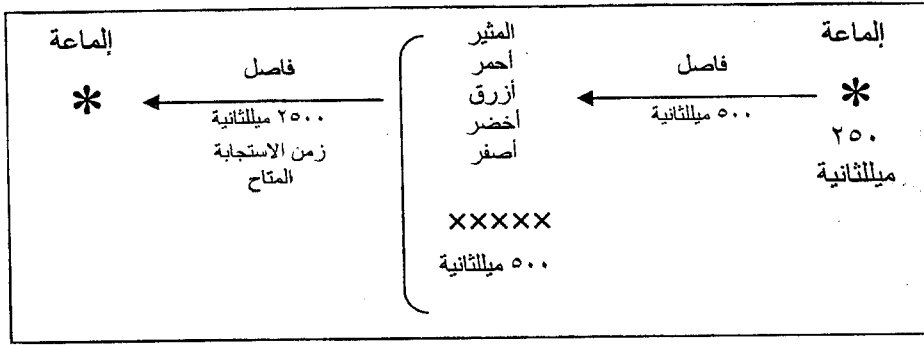 إلماعة
*
٢٥٠
ميللثانية
فاصل
٥٠٠ ميللثانية
المثير
أحمر
أزرق
أخضر
أصفر
×××××
٥٠٠ ميللثانية
فاصل
٢٥٠٠ ميللثانية
زمن الاستجابة
المتاح
إلماعة
*